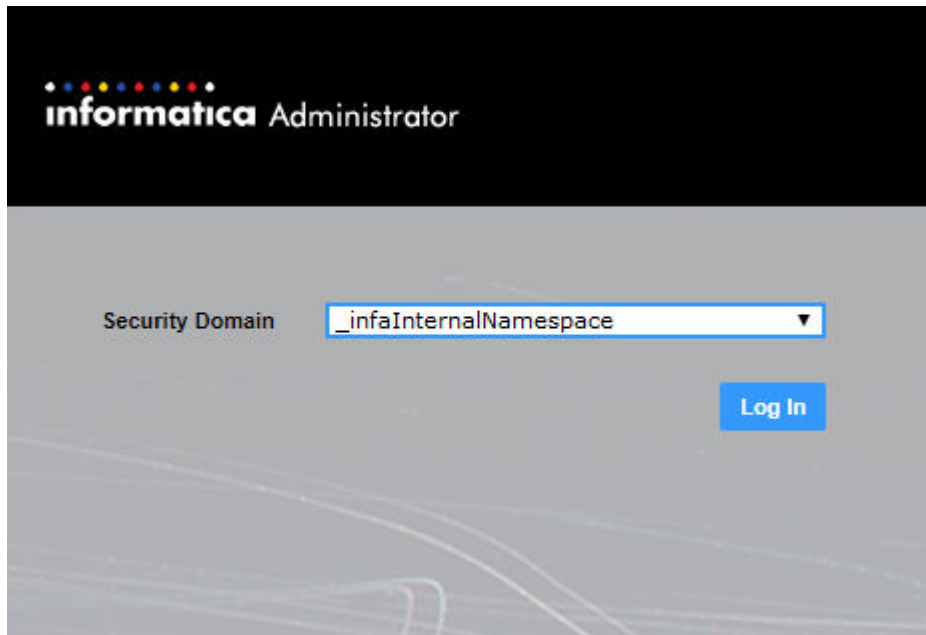 informatica Administrator
Security Domain _infaInternalNamespace
Log In